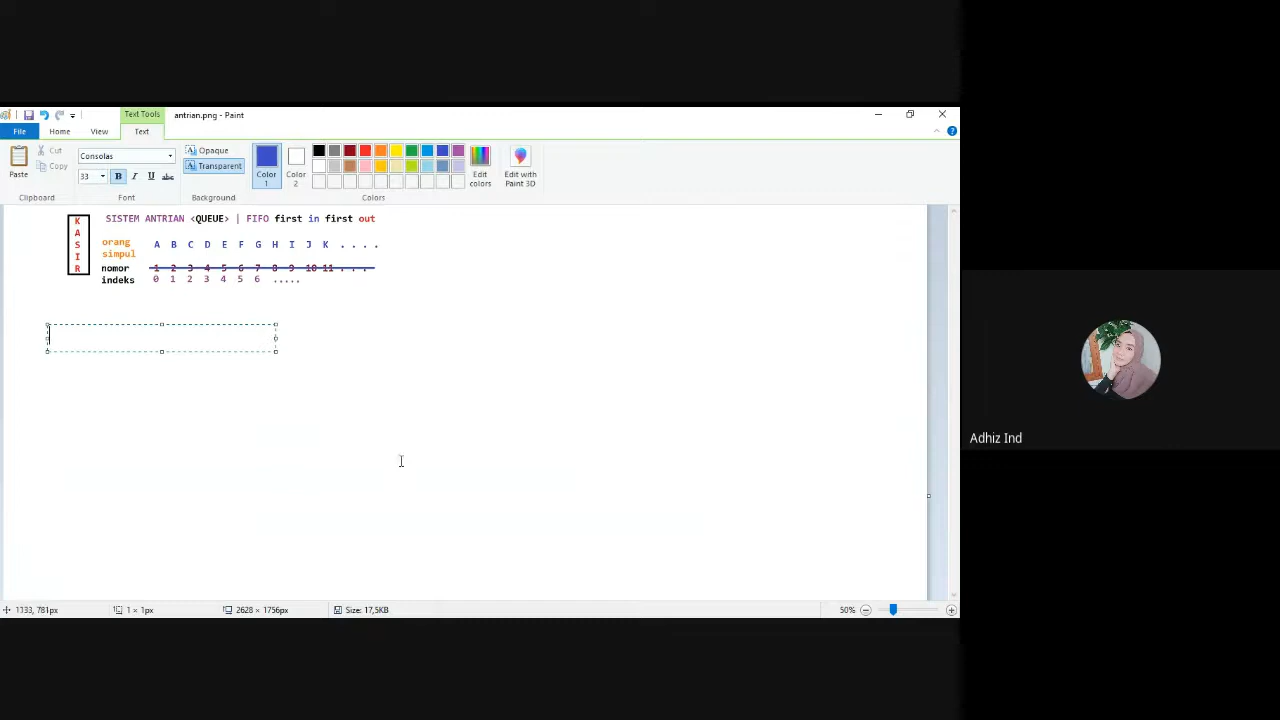 Text Tools
antrian.png - Paint
File
Home
View
Text
Paste
Cut
Copy
Clipboard
Consolas
33
B
I
U
abc
Font
Opaque
Transparent
Background
Color 1
Color 2
Edit colors
Edit with Paint 3D
Colors
KASIR
SISTEM ANTRIAN <QUEUE> | FIFO first in first out
orang A B C D E F G H I J K . . . .
simpul
nomor 1 2 3 4 5 6 7 8 9 10 11 . . . .
indeks 0 1 2 3 4 5 6 .....
Adhiz Ind
1133, 781px
1 × 1px
2628 × 1756px
Size: 17,5KB
50%